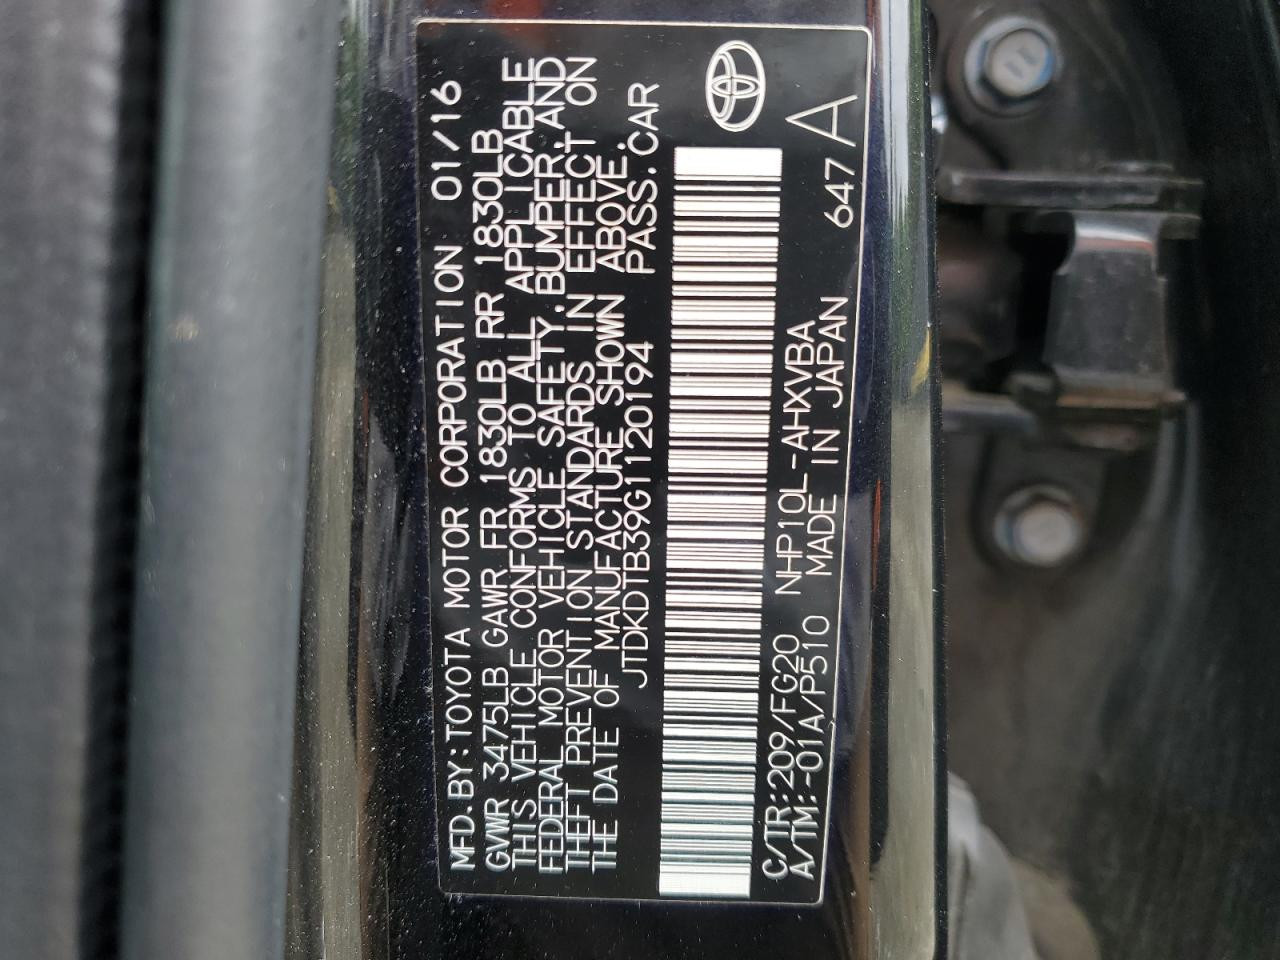 MFD.BY:TOYOTA MOTOR CORPORATION 01/16
GVWR 3475LB GAWR FR 1830LB RR 1830LB
THIS VEHICLE CONFORMS TO ALL APPLICABLE
FEDERAL MOTOR VEHICLE SAFETY,BUMPER,AND
THEFT PREVENTION STANDARDS IN EFFECT ON
THE DATE OF MANUFACTURE SHOWN ABOVE.
JTDKDTB39G1120194 PASS.CAR
C/TR:209/FG20 NHP10L-AHXVBA 647A
A/TM:-01A/P510 MADE IN JAPAN